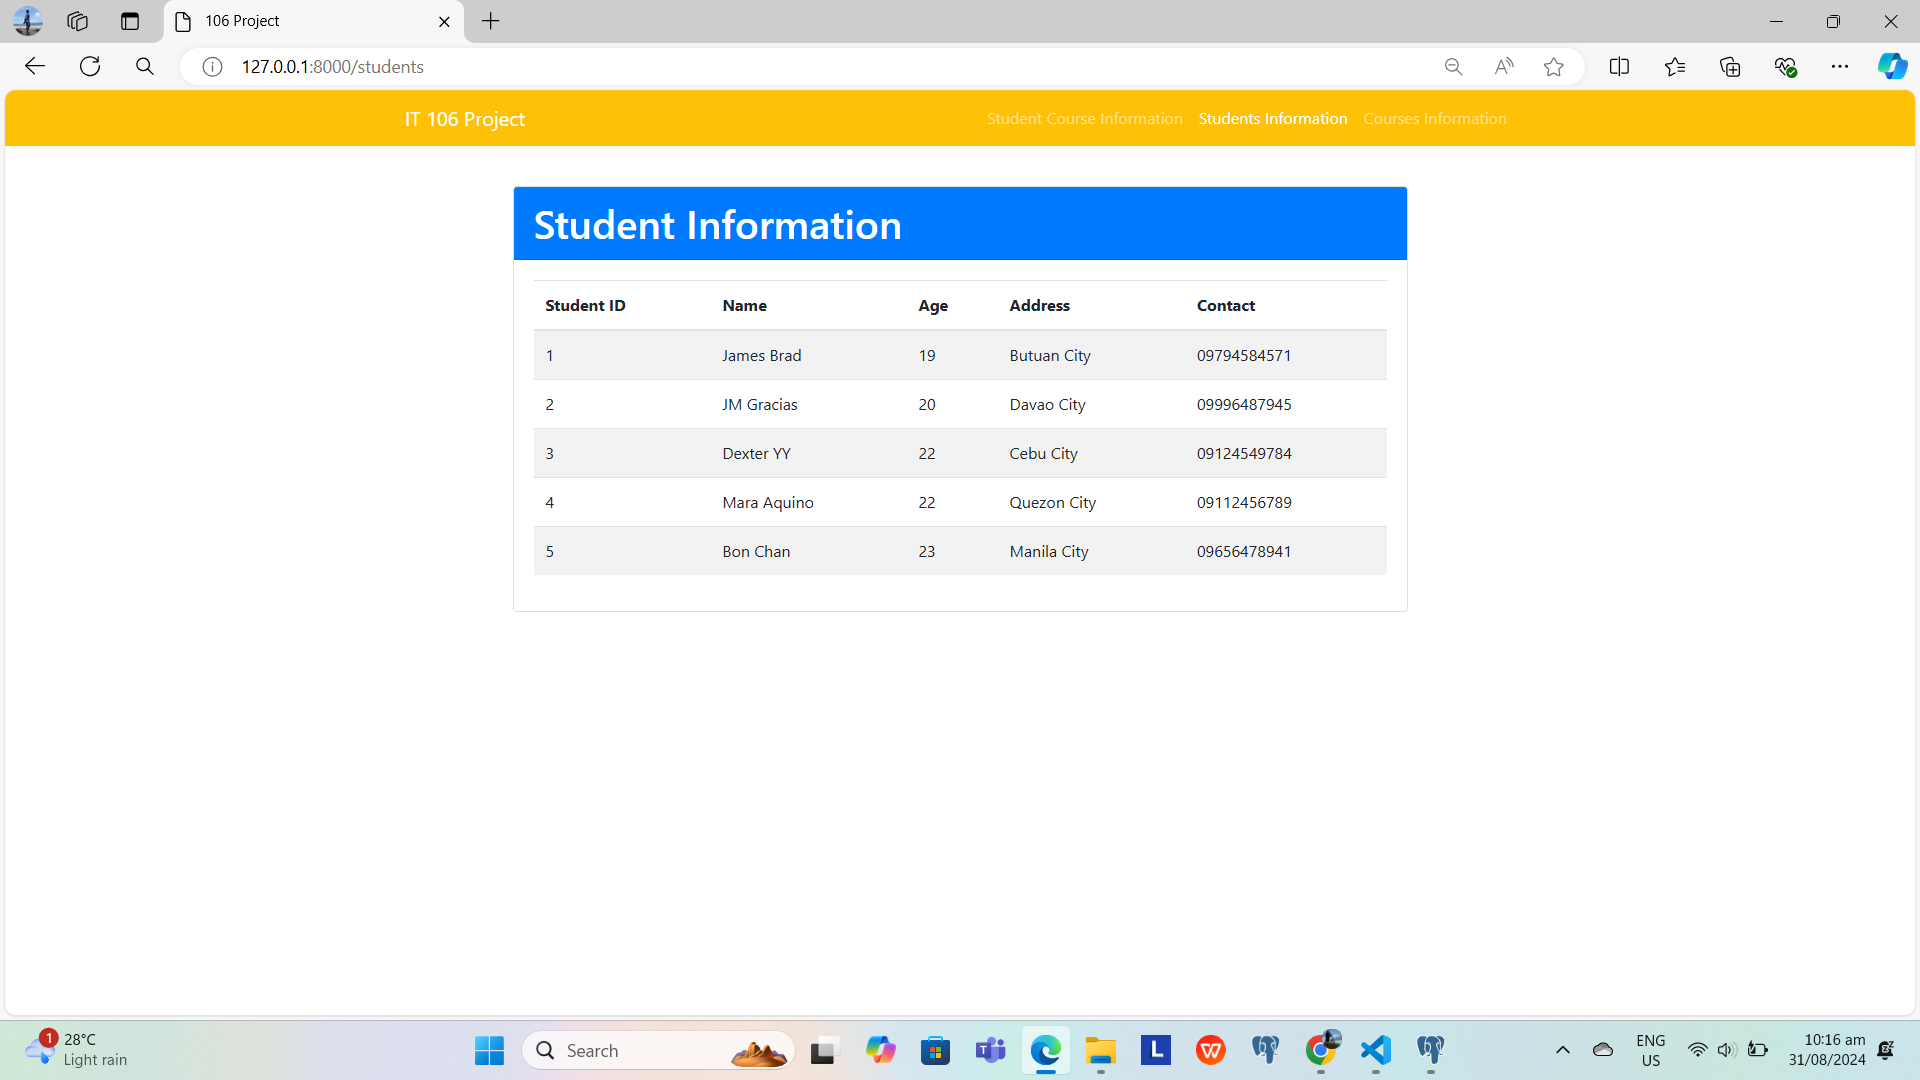 106 Project
127.0.0.1:8000/students
IT 106 Project
Student Course Information Students Information Courses Information
Student Information
Student ID Name Age Address Contact
1 James Brad 19 Butuan City 09794584571
2 JM Gracias 20 Davao City 09996487945
3 Dexter YY 22 Cebu City 09124549784
4 Mara Aquino 22 Quezon City 09112456789
5 Bon Chan 23 Manila City 09656478941
1 28°C
Light rain
Search
ENG
US
10:16 am
31/08/2024